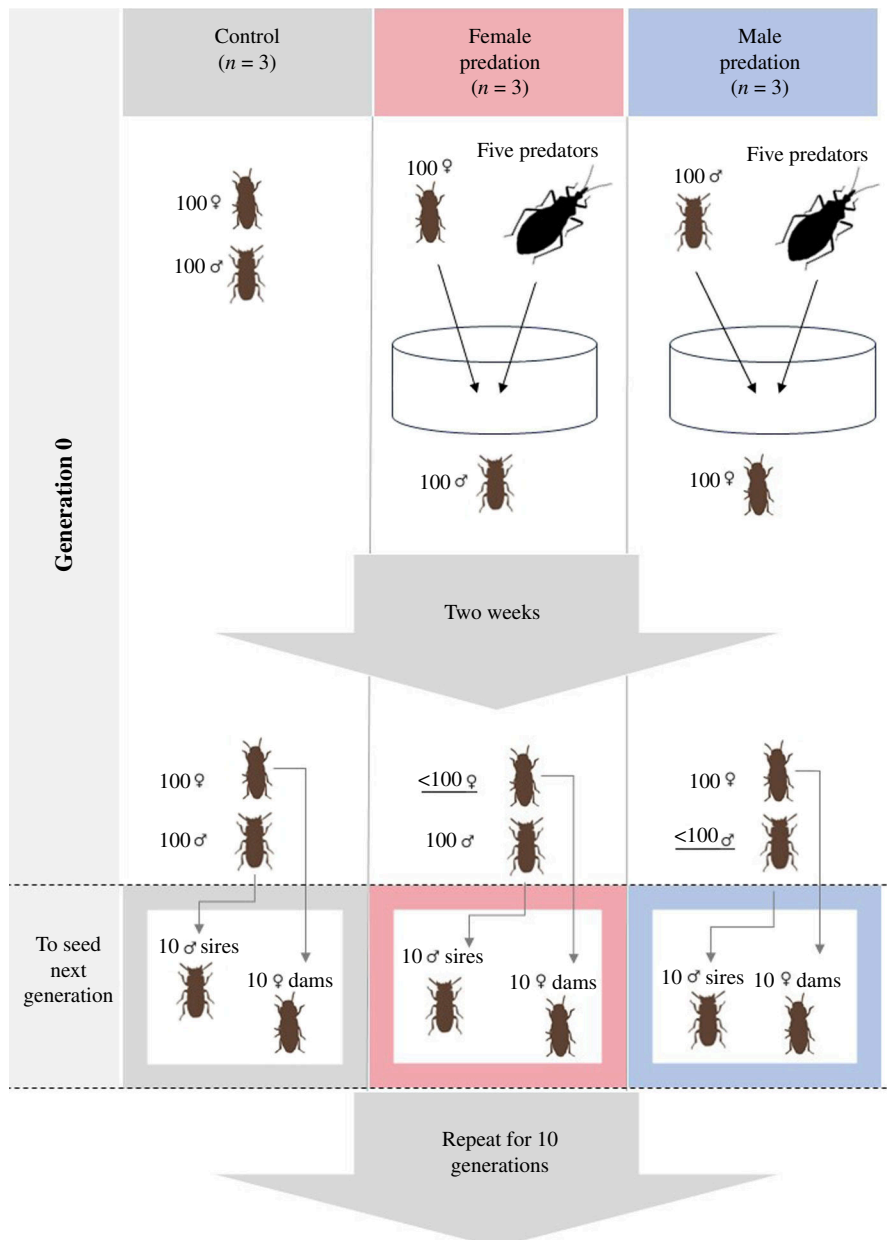 Control
(n = 3)
Female
predation
(n = 3)
Male
predation
(n = 3)
Generation 0
100 ♀
100 ♂
100 ♀
Five predators
100 ♂
100 ♂
Five predators
100 ♀
Two weeks
100 ♀
100 ♂
<100 ♀
100 ♂
100 ♀
<100 ♂
To seed
next
generation
10 ♂ sires
10 ♀ dams
10 ♂ sires
10 ♀ dams
10 ♂ sires
10 ♀ dams
Repeat for 10
generations